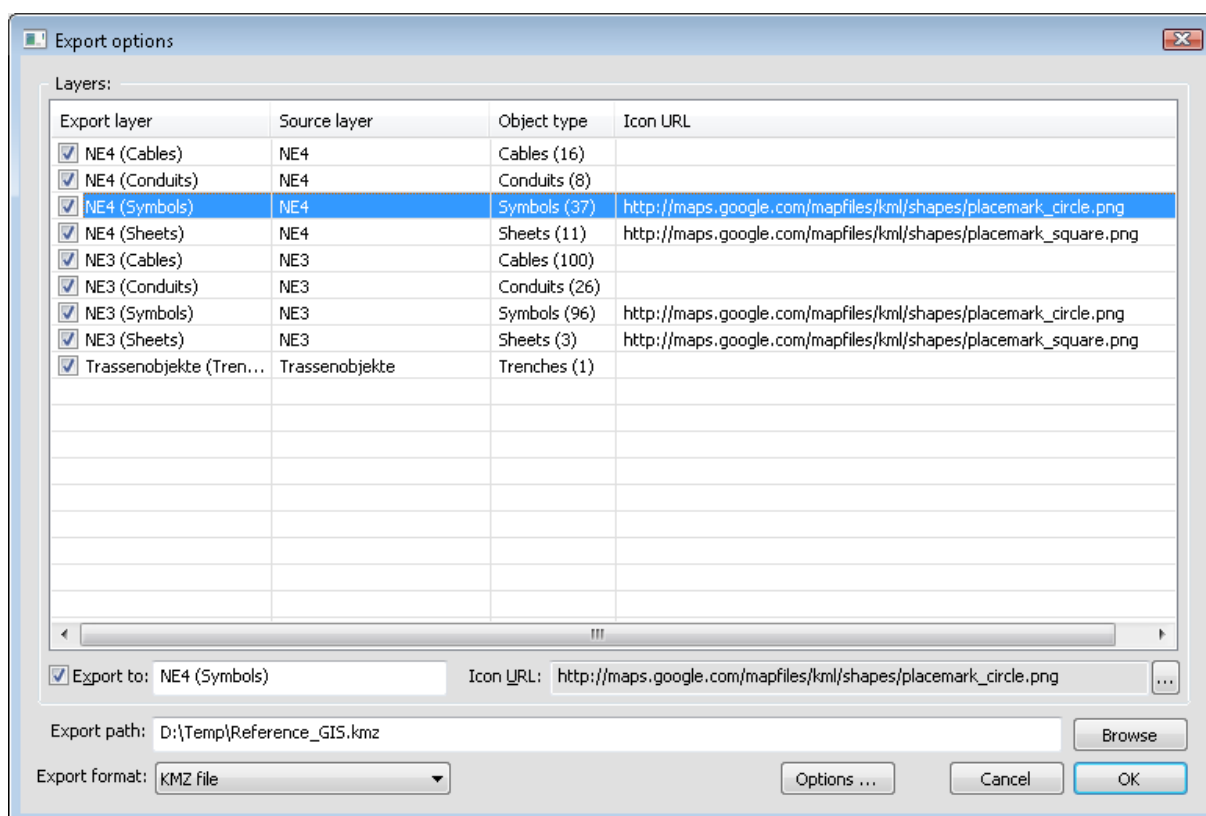 Export options
Layers:
Export layer Source layer Object type Icon URL
NE4 (Cables) NE4 Cables (16)
NE4 (Conduits) NE4 Conduits (8)
NE4 (Symbols) NE4 Symbols (37) http://maps.google.com/mapfiles/kml/shapes/placemark_circle.png
NE4 (Sheets) NE4 Sheets (11) http://maps.google.com/mapfiles/kml/shapes/placemark_square.png
NE3 (Cables) NE3 Cables (100)
NE3 (Conduits) NE3 Conduits (26)
NE3 (Symbols) NE3 Symbols (96) http://maps.google.com/mapfiles/kml/shapes/placemark_circle.png
NE3 (Sheets) NE3 Sheets (3) http://maps.google.com/mapfiles/kml/shapes/placemark_square.png
Trassenobjekte (Tren... Trassenobjekte Trenches (1)
Export to: NE4 (Symbols) Icon URL: http://maps.google.com/mapfiles/kml/shapes/placemark_circle.png ...
Export path: D:\Temp\Reference_GIS.kmz Browse
Export format: KMZ file Options ... Cancel OK